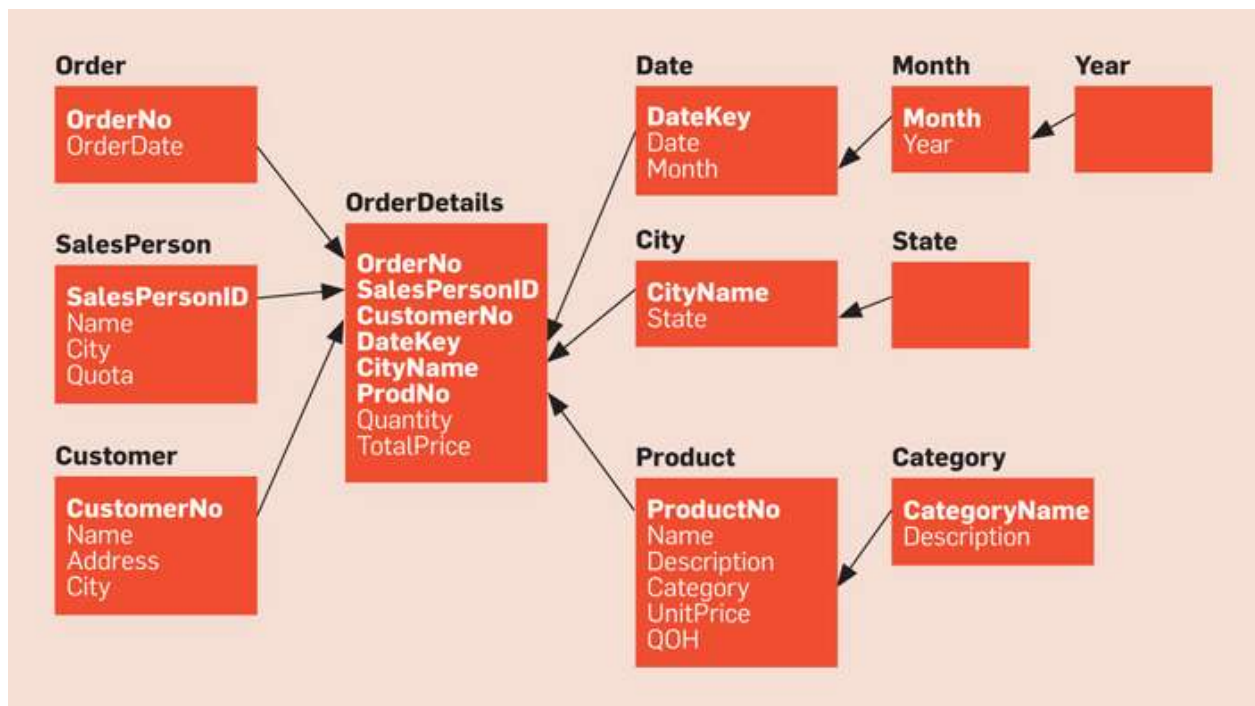 Order
OrderNo
OrderDate
SalesPerson
SalesPersonID
Name
City
Quota
Customer
CustomerNo
Name
Address
City
OrderDetails
OrderNo
SalesPersonID
CustomerNo
DateKey
CityName
ProdNo
Quantity
TotalPrice
Date
DateKey
Date
Month
Month
Month
Year
Year
City
CityName
State
State
Product
ProductNo
Name
Description
Category
UnitPrice
QOH
Category
CategoryName
Description